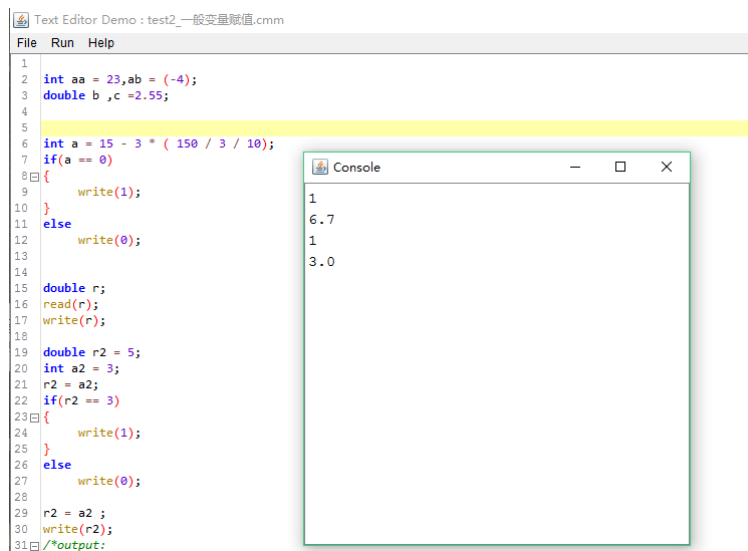 Text Editor Demo : test2_一般变量赋值.cmm
File Run Help
1
2 int aa = 23,ab = (-4);
3 double b ,c =2.55;
4
5
6 int a = 15 - 3 * ( 150 / 3 / 10);
7 if(a == 0)
8 {
9 write(1);
10 }
11 else
12 write(0);
13
14
15 double r;
16 read(r);
17 write(r);
18
19 double r2 = 5;
20 int a2 = 3;
21 r2 = a2;
22 if(r2 == 3)
23 {
24 write(1);
25 }
26 else
27 write(0);
28
29 r2 = a2 ;
30 write(r2);
31 /*output:
Console
1
6.7
1
3.0